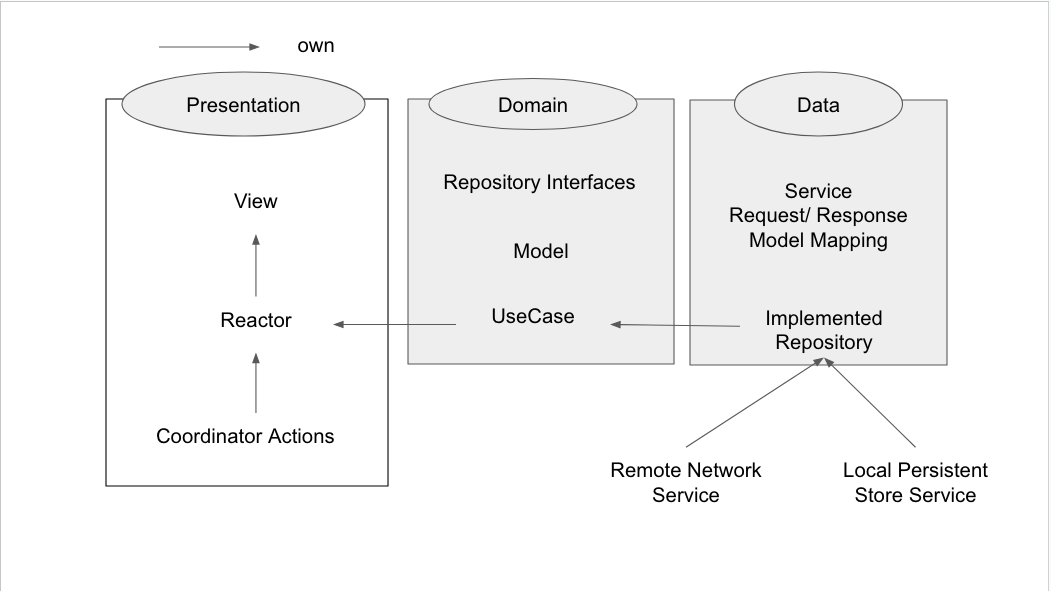 own
Presentation
Domain
Data
View
Reactor
Coordinator Actions
Repository Interfaces
Model
UseCase
Service
Request/ Response
Model Mapping
Implemented
Repository
Remote Network
Service
Local Persistent
Store Service